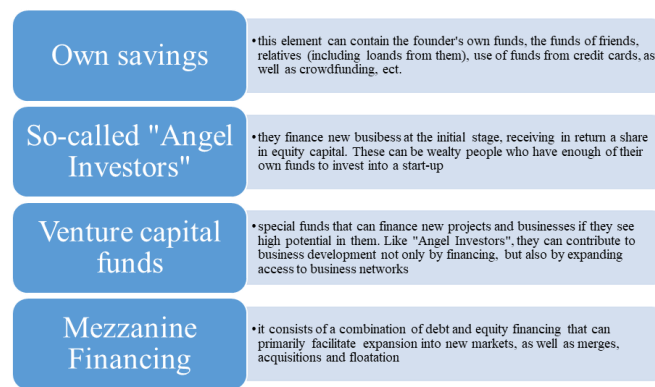 Own savings
•this element can contain the founder's own funds, the funds of friends,
relatives (including loands from them), use of funds from credit cards, as
well as crowdfunding, ect.
So-called "Angel
Investors"
•they finance new busibess at the initial stage, receiving in return a share
in equity capital. These can be wealty people who have enough of their
own funds to invest into a start-up
Venture capital
funds
•special funds that can finance new projects and businesses if they see
high potential in them. Like "Angel Investors", they can contribute to
business development not only by financing, but also by expanding
access to business networks
Mezzanine
Financing
•it consists of a combination of debt and equity financing that can
primarily facilitate expansion into new markets, as well as merges,
acquisitions and floatation